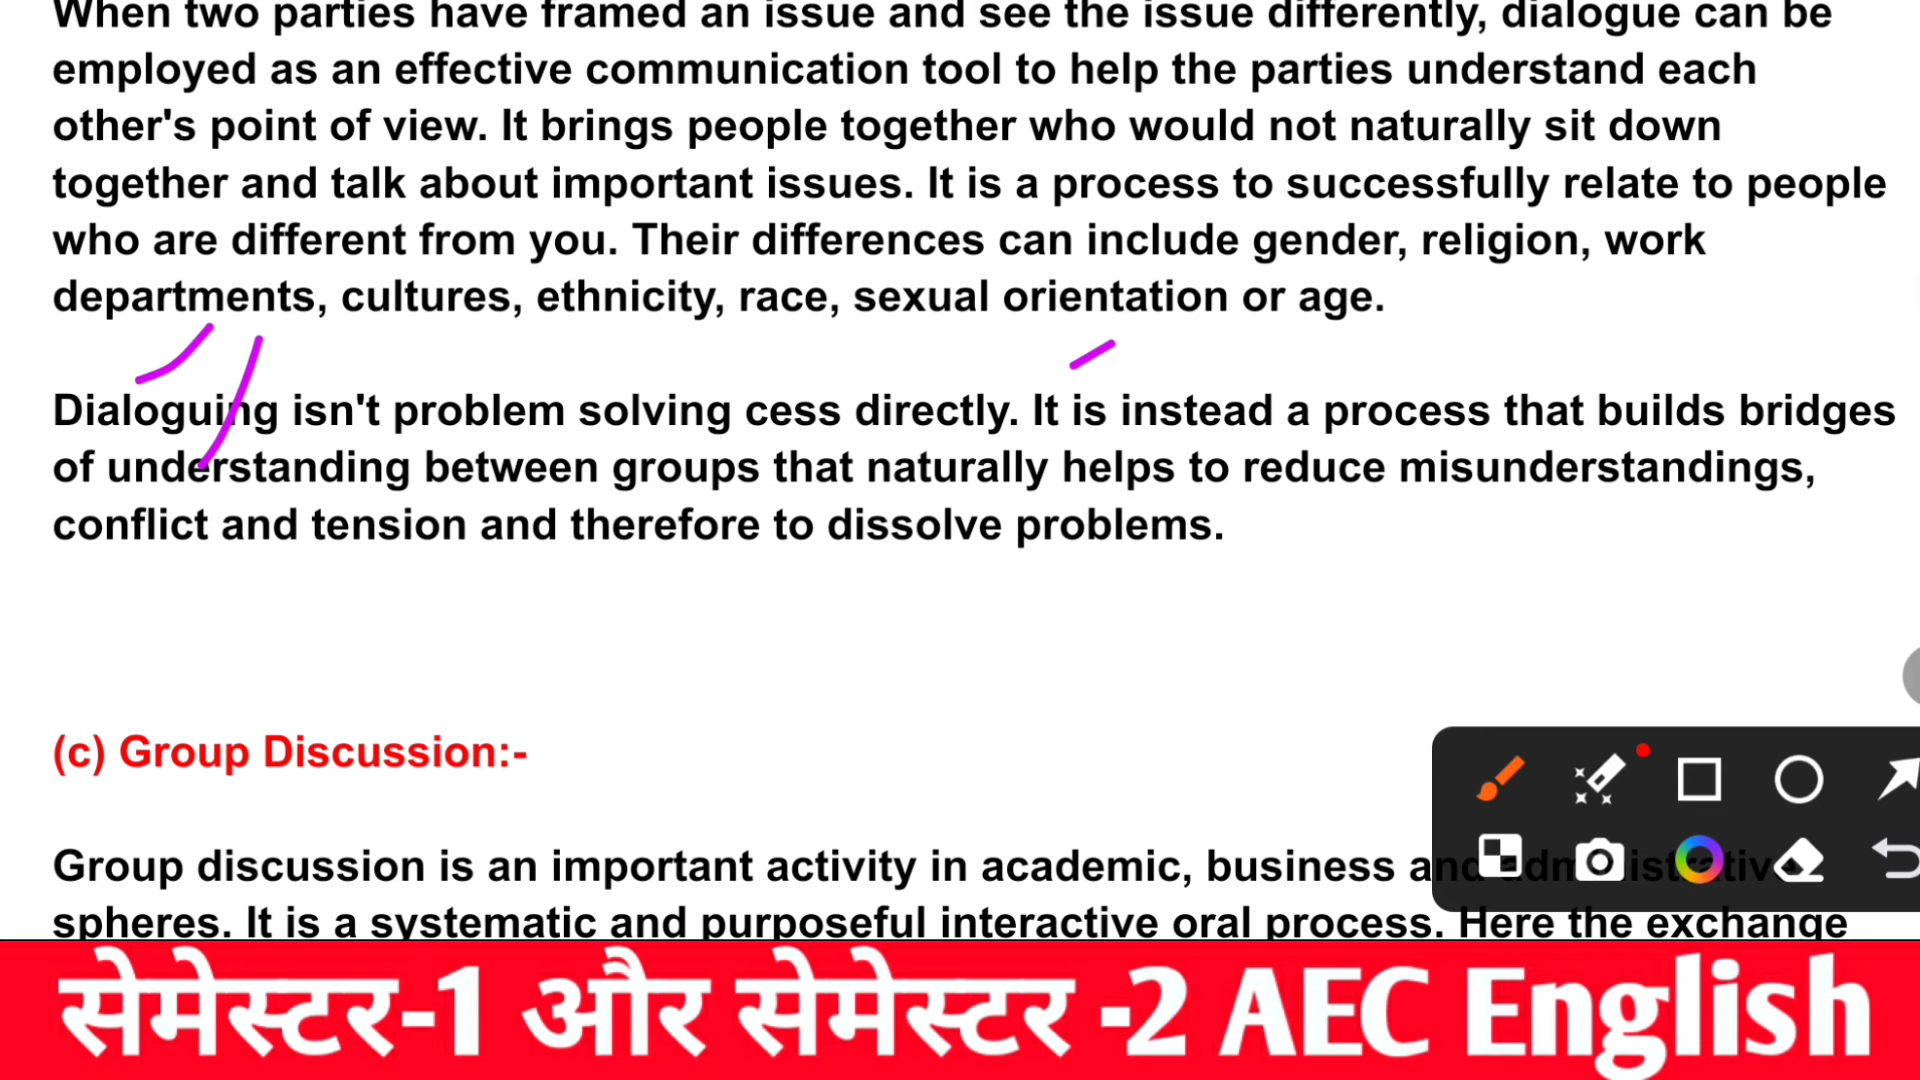 When two parties have framed an issue and see the issue differently, dialogue can be
employed as an effective communication tool to help the parties understand each
other's point of view. It brings people together who would not naturally sit down
together and talk about important issues. It is a process to successfully relate to people
who are different from you. Their differences can include gender, religion, work
departments, cultures, ethnicity, race, sexual orientation or age.
Dialoguing isn't problem solving cess directly. It is instead a process that builds bridges
of understanding between groups that naturally helps to reduce misunderstandings,
conflict and tension and therefore to dissolve problems.
(c) Group Discussion:-
Group discussion is an important activity in academic, business and administrative
spheres. It is a systematic and purposeful interactive oral process. Here the exchange
सेमेस्टर-1 और सेमेस्टर -2 AEC English